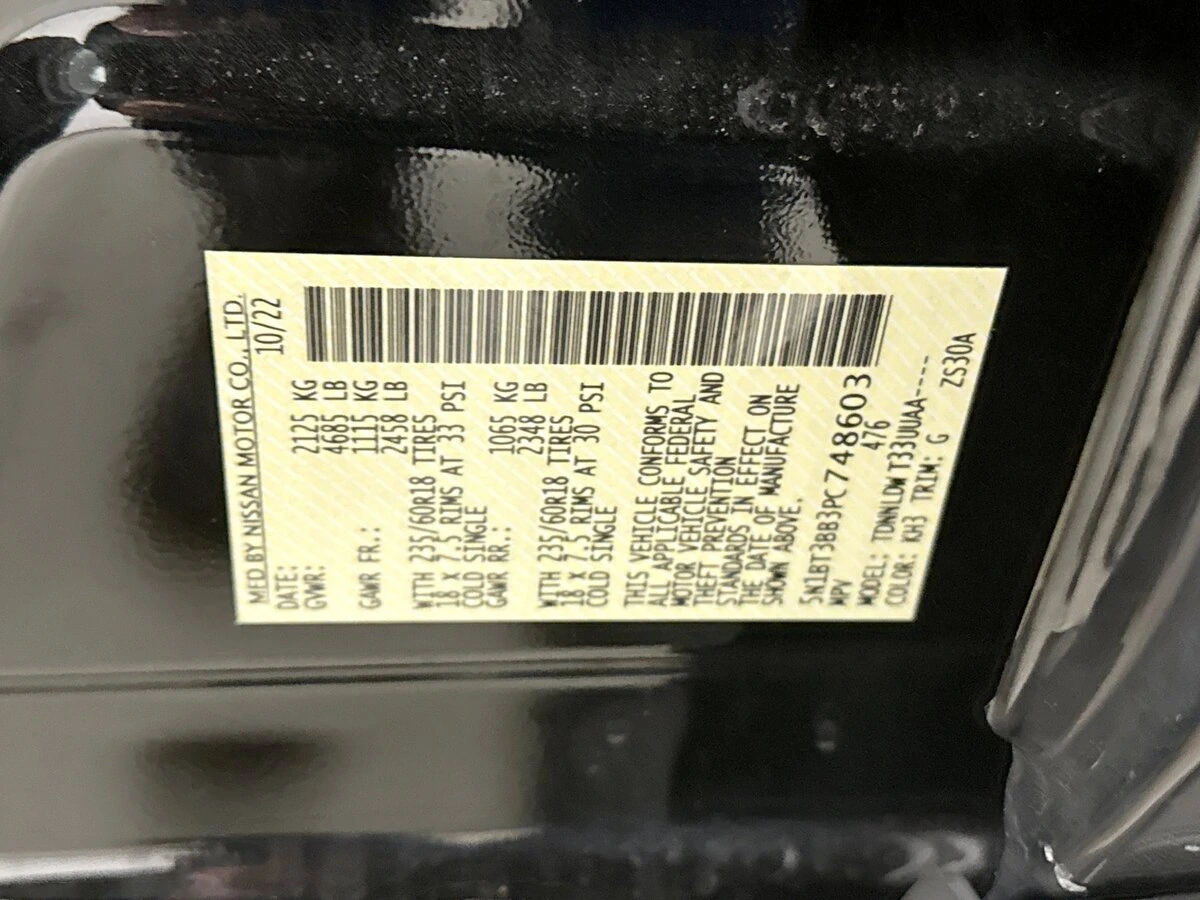 MFD BY NISSAN MOTOR CO., LTD.
DATE: 10/22
GVWR: 2125 KG
4685 LB
GAWR FR.: 1115 KG
2458 LB
WITH 235/60R18 TIRES
18 x 7.5 RIMS AT 33 PSI
COLD SINGLE
GAWR RR.: 1065 KG
2348 LB
WITH 235/60R18 TIRES
18 x 7.5 RIMS AT 30 PSI
COLD SINGLE
THIS VEHICLE CONFORMS TO
ALL APPLICABLE FEDERAL
MOTOR VEHICLE SAFETY AND
THEFT PREVENTION
STANDARDS IN EFFECT ON
THE DATE OF MANUFACTURE
SHOWN ABOVE.
5N1BT3BB3PC748603
MPV 476
MODEL: TDNNLDWT33UUAA----
COLOR: KH3 TRIM: G ZS30A